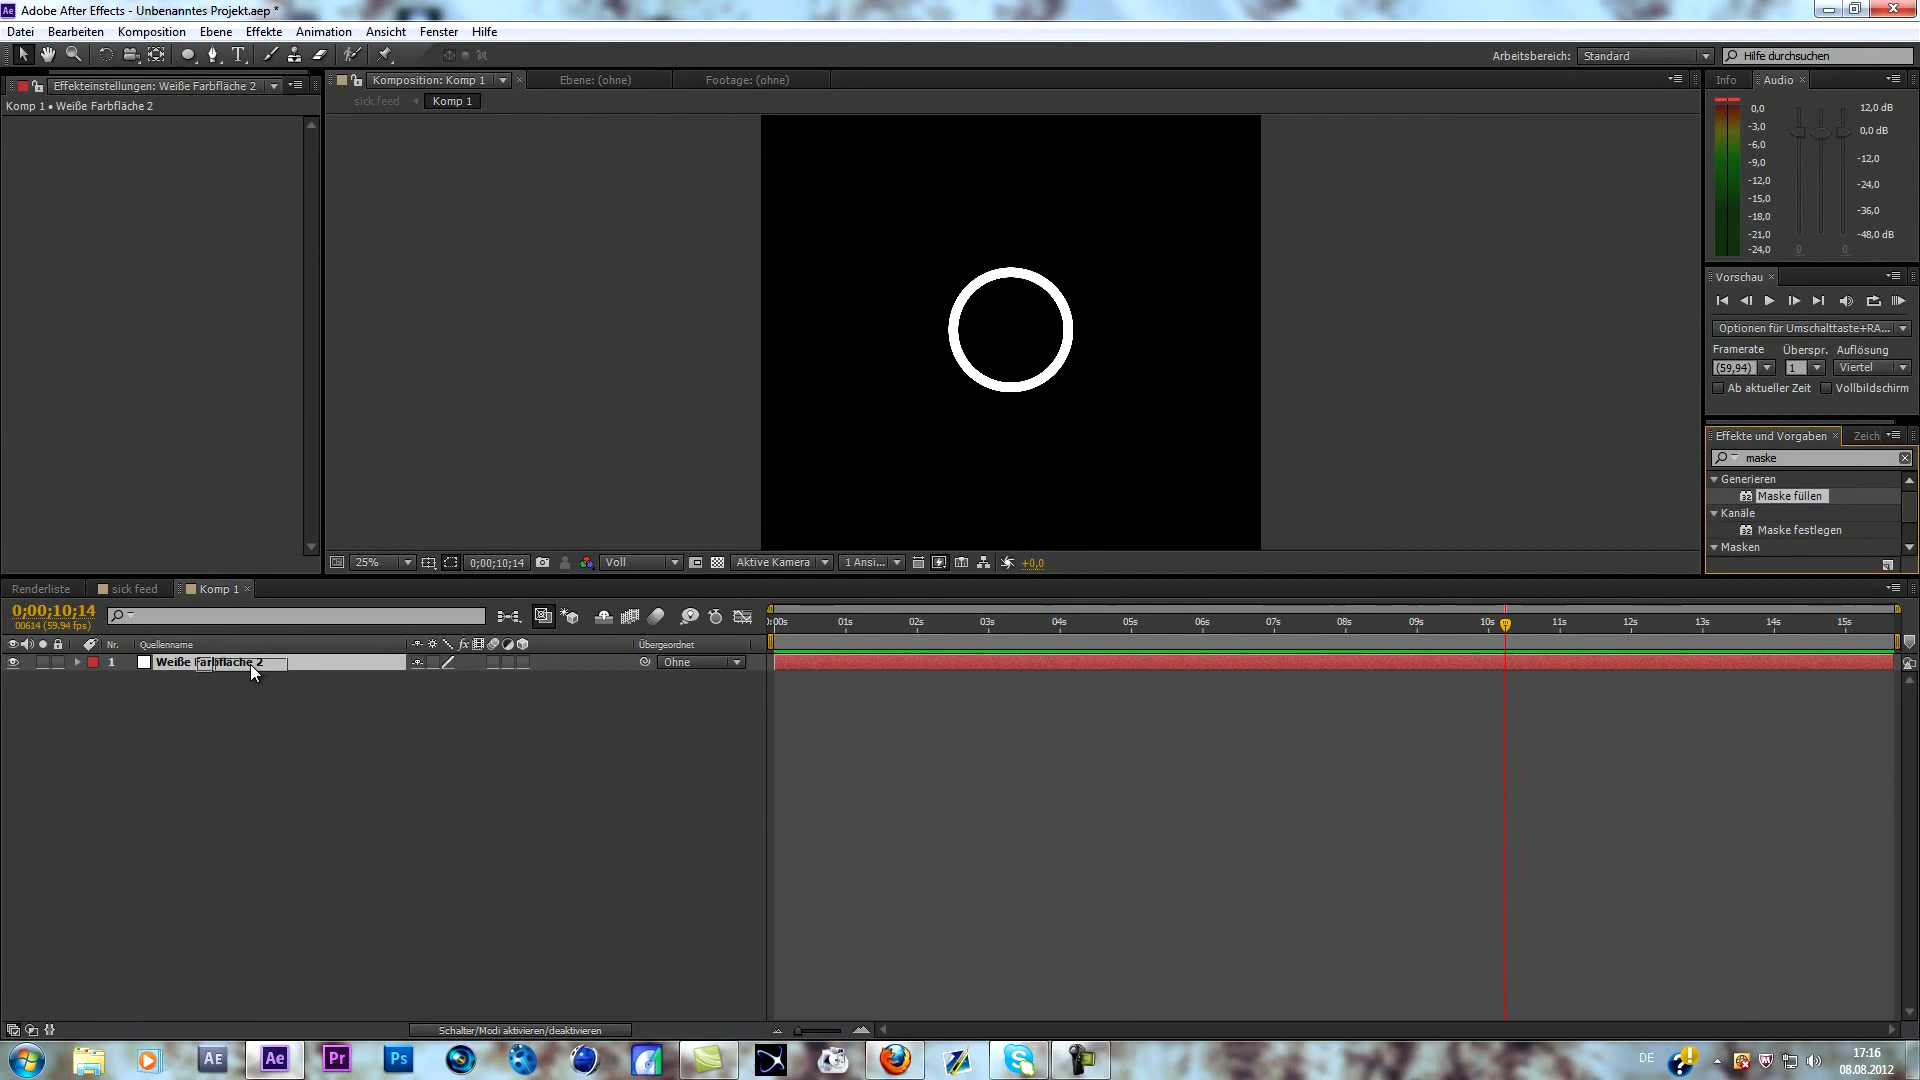 Adobe After Effects - Unbenanntes Projekt.aep *
Datei Bearbeiten Komposition Ebene Effekte Animation Ansicht Fenster Hilfe
Arbeitsbereich: Standard Hilfe durchsuchen
Effekteinstellungen: Weiße Farbfläche 2
Komposition: Komp 1 Ebene: (ohne) Footage: (ohne)
Info Audio
Komp 1 • Weiße Farbfläche 2
sick feed Komp 1
0,0 12,0 dB
-3,0 0,0 dB
-6,0
-9,0 -12,0
-12,0 -24,0
-15,0
-18,0 -36,0
-21,0 -48,0 dB
-24,0 0 0
Vorschau
Optionen für Umschalttaste+RA...
Framerate Überspr. Auflösung
(59,94) 1 Viertel
Ab aktueller Zeit Vollbildschirm
Effekte und Vorgaben Zeich
maske
Generieren
Maske füllen
Kanäle
Maske festlegen
Masken
25% 0;00;10;14 Voll Aktive Kamera 1 Ansi... +0,0
Renderliste sick feed Komp 1
0;00;10;14
00614 (59.94 fps)
:00s 01s 02s 03s 04s 05s 06s 07s 08s 09s 10s 11s 12s 13s 14s 15s
Nr. Quellenname fx Übergeordnet
1 Weiße Farbfläche 2 Ohne
Schalter/Modi aktivieren/deaktivieren
AE Ae Pr Ps
DE
17:16
08.08.2012